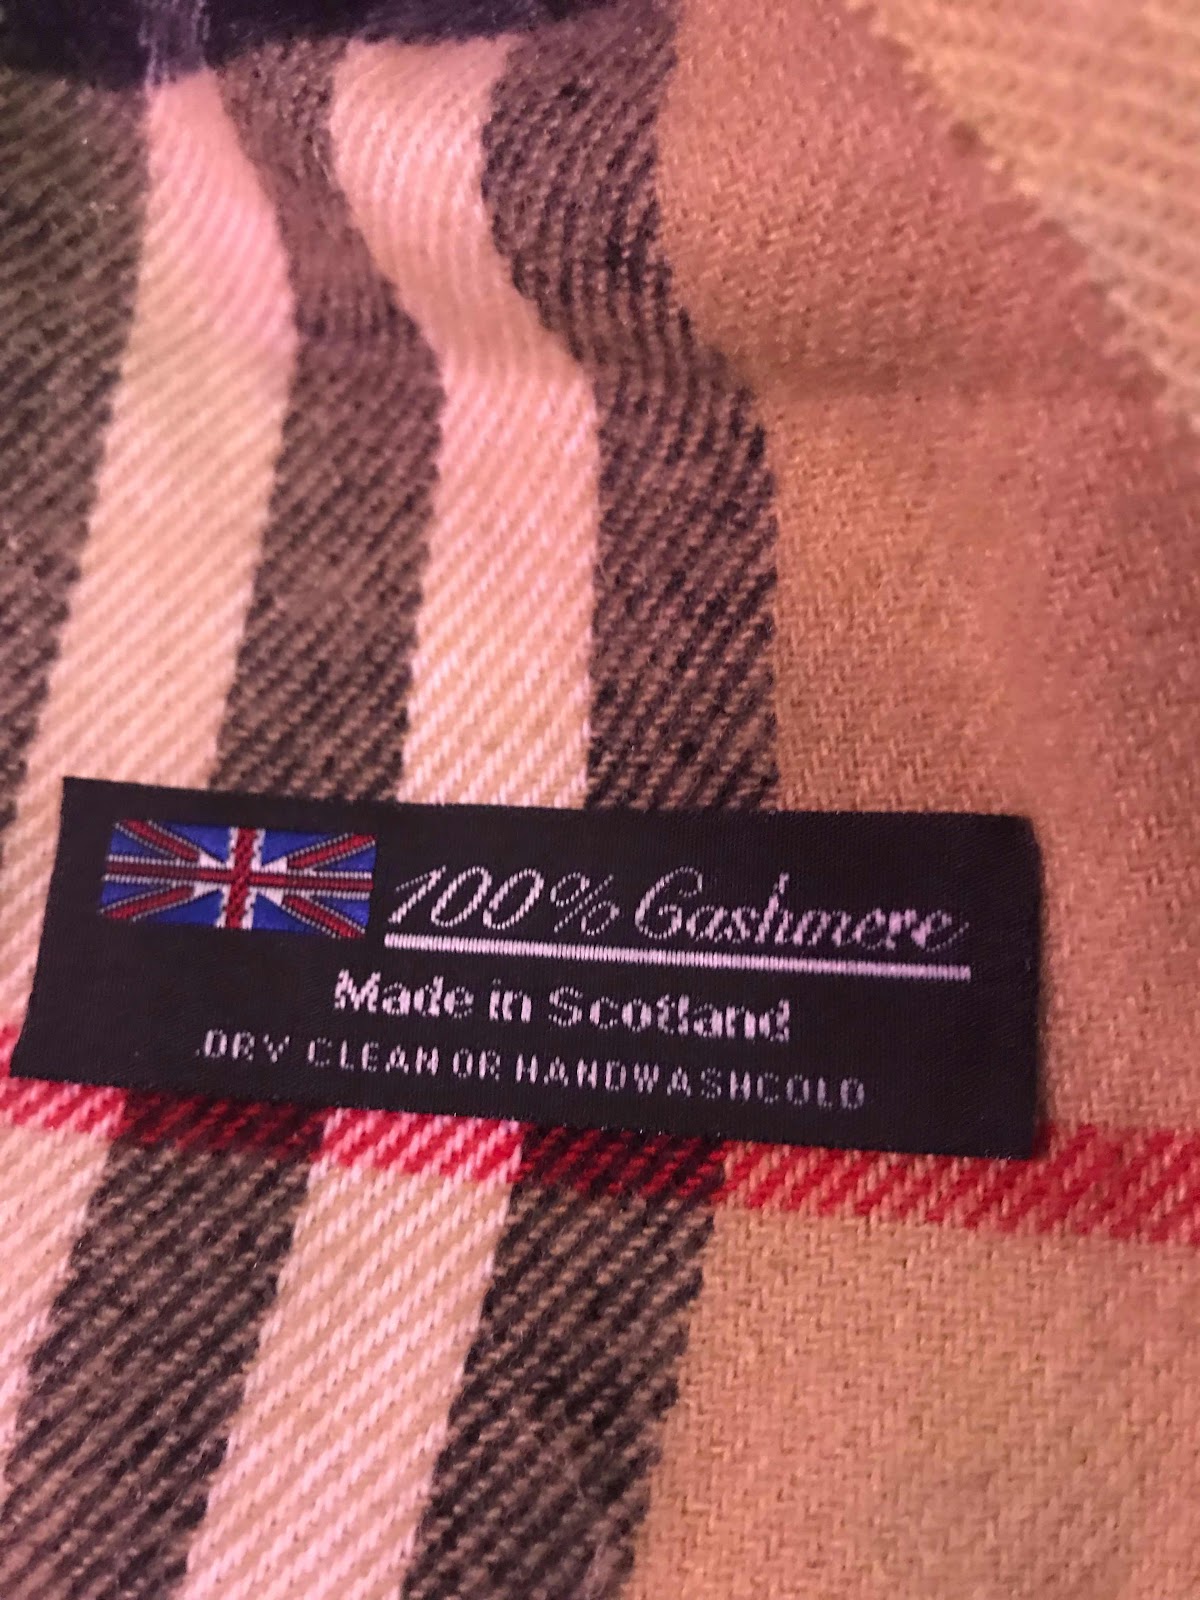 100% Cashmere
Made in Scotland
DRY CLEAN OR HANDWASHCOLD